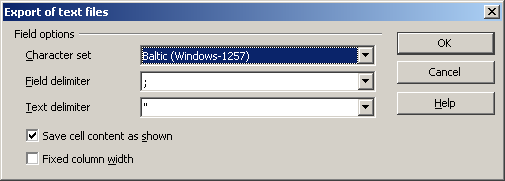 Export of text files
Field options
Character set
Baltic (Windows-1257)
OK
Field delimiter
;
Cancel
Text delimiter
"
Help
Save cell content as shown
Fixed column width